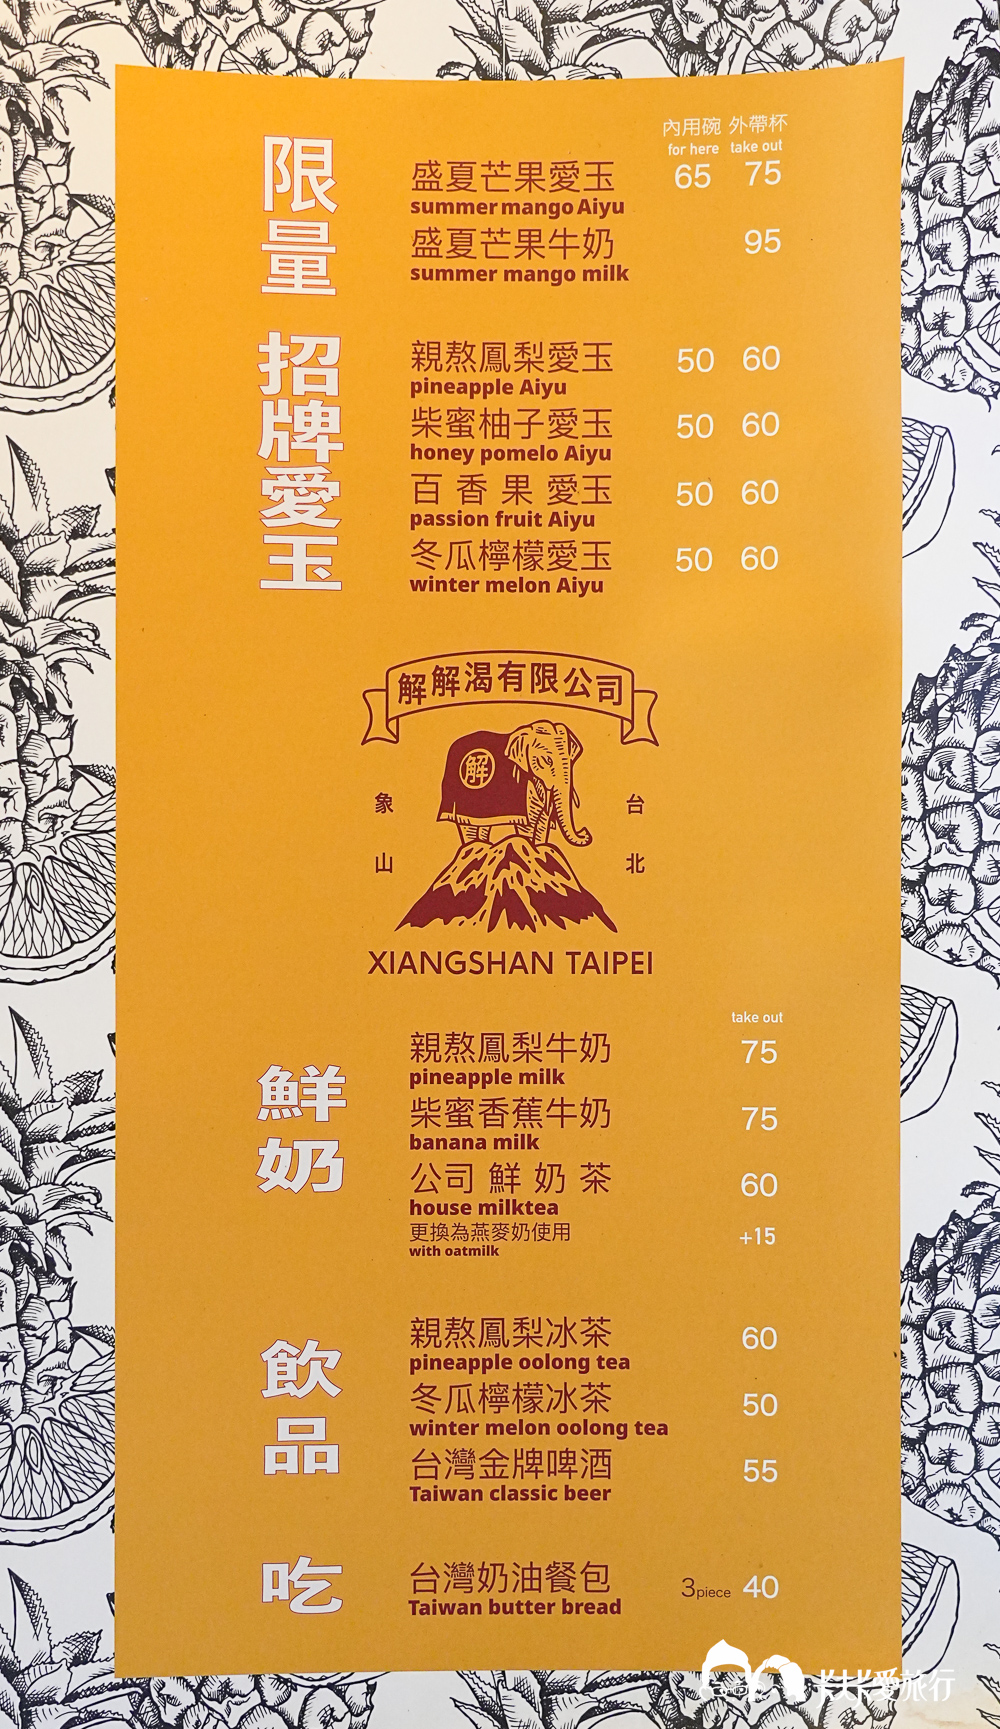 內用碗 外帶杯
for here take out
限量
盛夏芒果愛玉 65 75
summer mango Aiyu
盛夏芒果牛奶 95
summer mango milk
招牌愛玉
親熬鳳梨愛玉 50 60
pineapple Aiyu
柴蜜柚子愛玉 50 60
honey pomelo Aiyu
百香果愛玉 50 60
passion fruit Aiyu
冬瓜檸檬愛玉 50 60
winter melon Aiyu
解解渴有限公司
解
象山 台北
XIANGSHAN TAIPEI
take out
鮮奶
親熬鳳梨牛奶 75
pineapple milk
柴蜜香蕉牛奶 75
banana milk
公司鮮奶茶 60
house milktea
更換為燕麥奶使用 +15
with oatmilk
飲品
親熬鳳梨冰茶 60
pineapple oolong tea
冬瓜檸檬冰茶 50
winter melon oolong tea
台灣金牌啤酒 55
Taiwan classic beer
吃
台灣奶油餐包 3piece 40
Taiwan butter bread
卡夫卡愛旅行